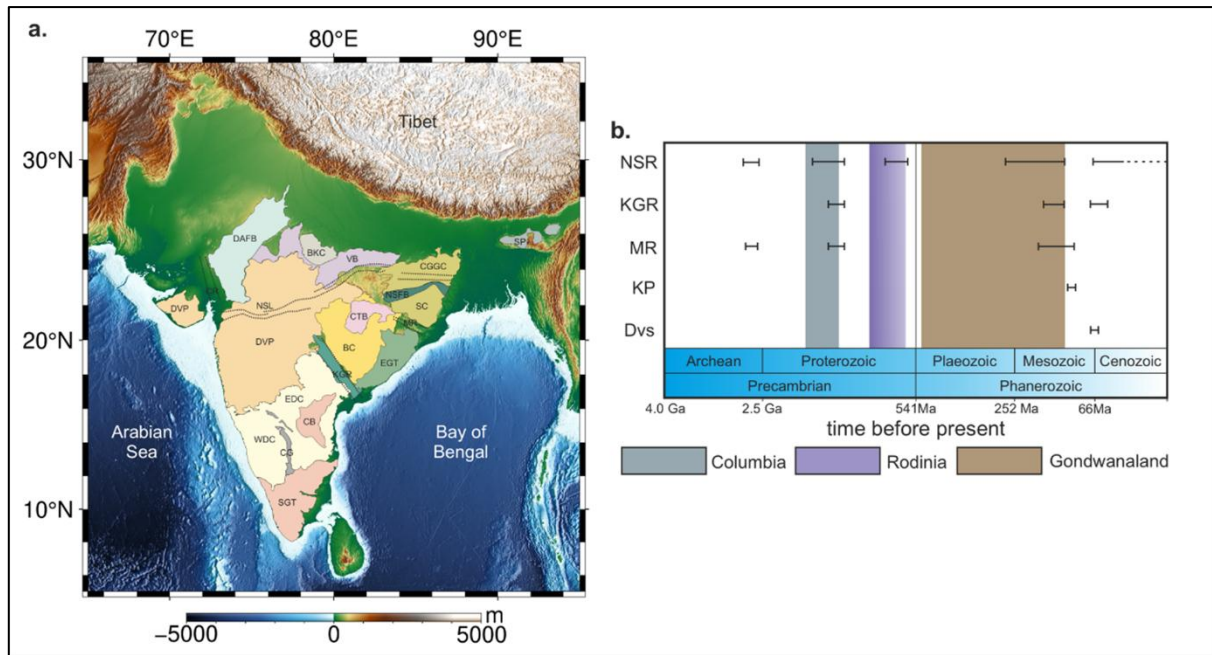 a.
70°E 80°E 90°E
Tibet
30°N
DAFB
BKC
VB
SP
CGGC
NSFB
NSL
DVP
SC
CTB
MR
20°N
DVP
BC
EGT
KGR
EDC
Arabian
Sea
CB
WDC
Bay of
Bengal
CG
SGT
10°N
m
−5000 0 5000
b.
NSR
KGR
MR
KP
Dvs
Archean Proterozoic Plaeozoic Mesozoic Cenozoic
Precambrian Phanerozoic
4.0 Ga 2.5 Ga 541Ma 252 Ma 66Ma
time before present
Columbia Rodinia Gondwanaland